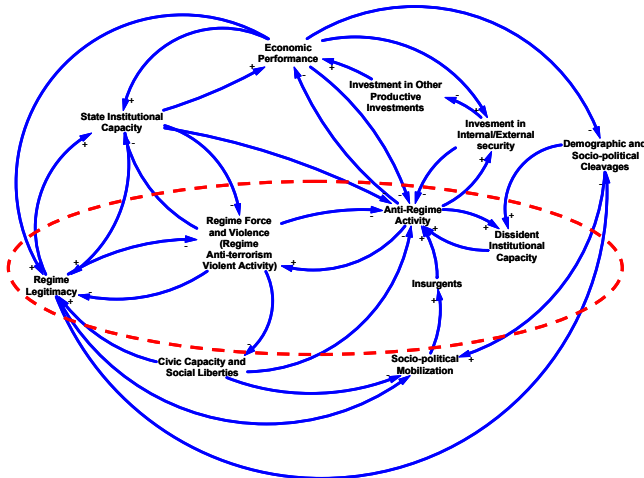 Economic
Performance
Investment in Other
Productive
Investments
State Institutional
Capacity
Invesment in
Internal/External
security
Demographic and
Socio-political
Cleavages
Anti-Regime
Activity
Regime Force
and Violence
(Regime
Anti-terrorism
Violent Activity)
Dissident
Institutional
Capacity
Regime
Legitimacy
Insurgents
Civic Capacity and
Social Liberties
Socio-political
Mobilization